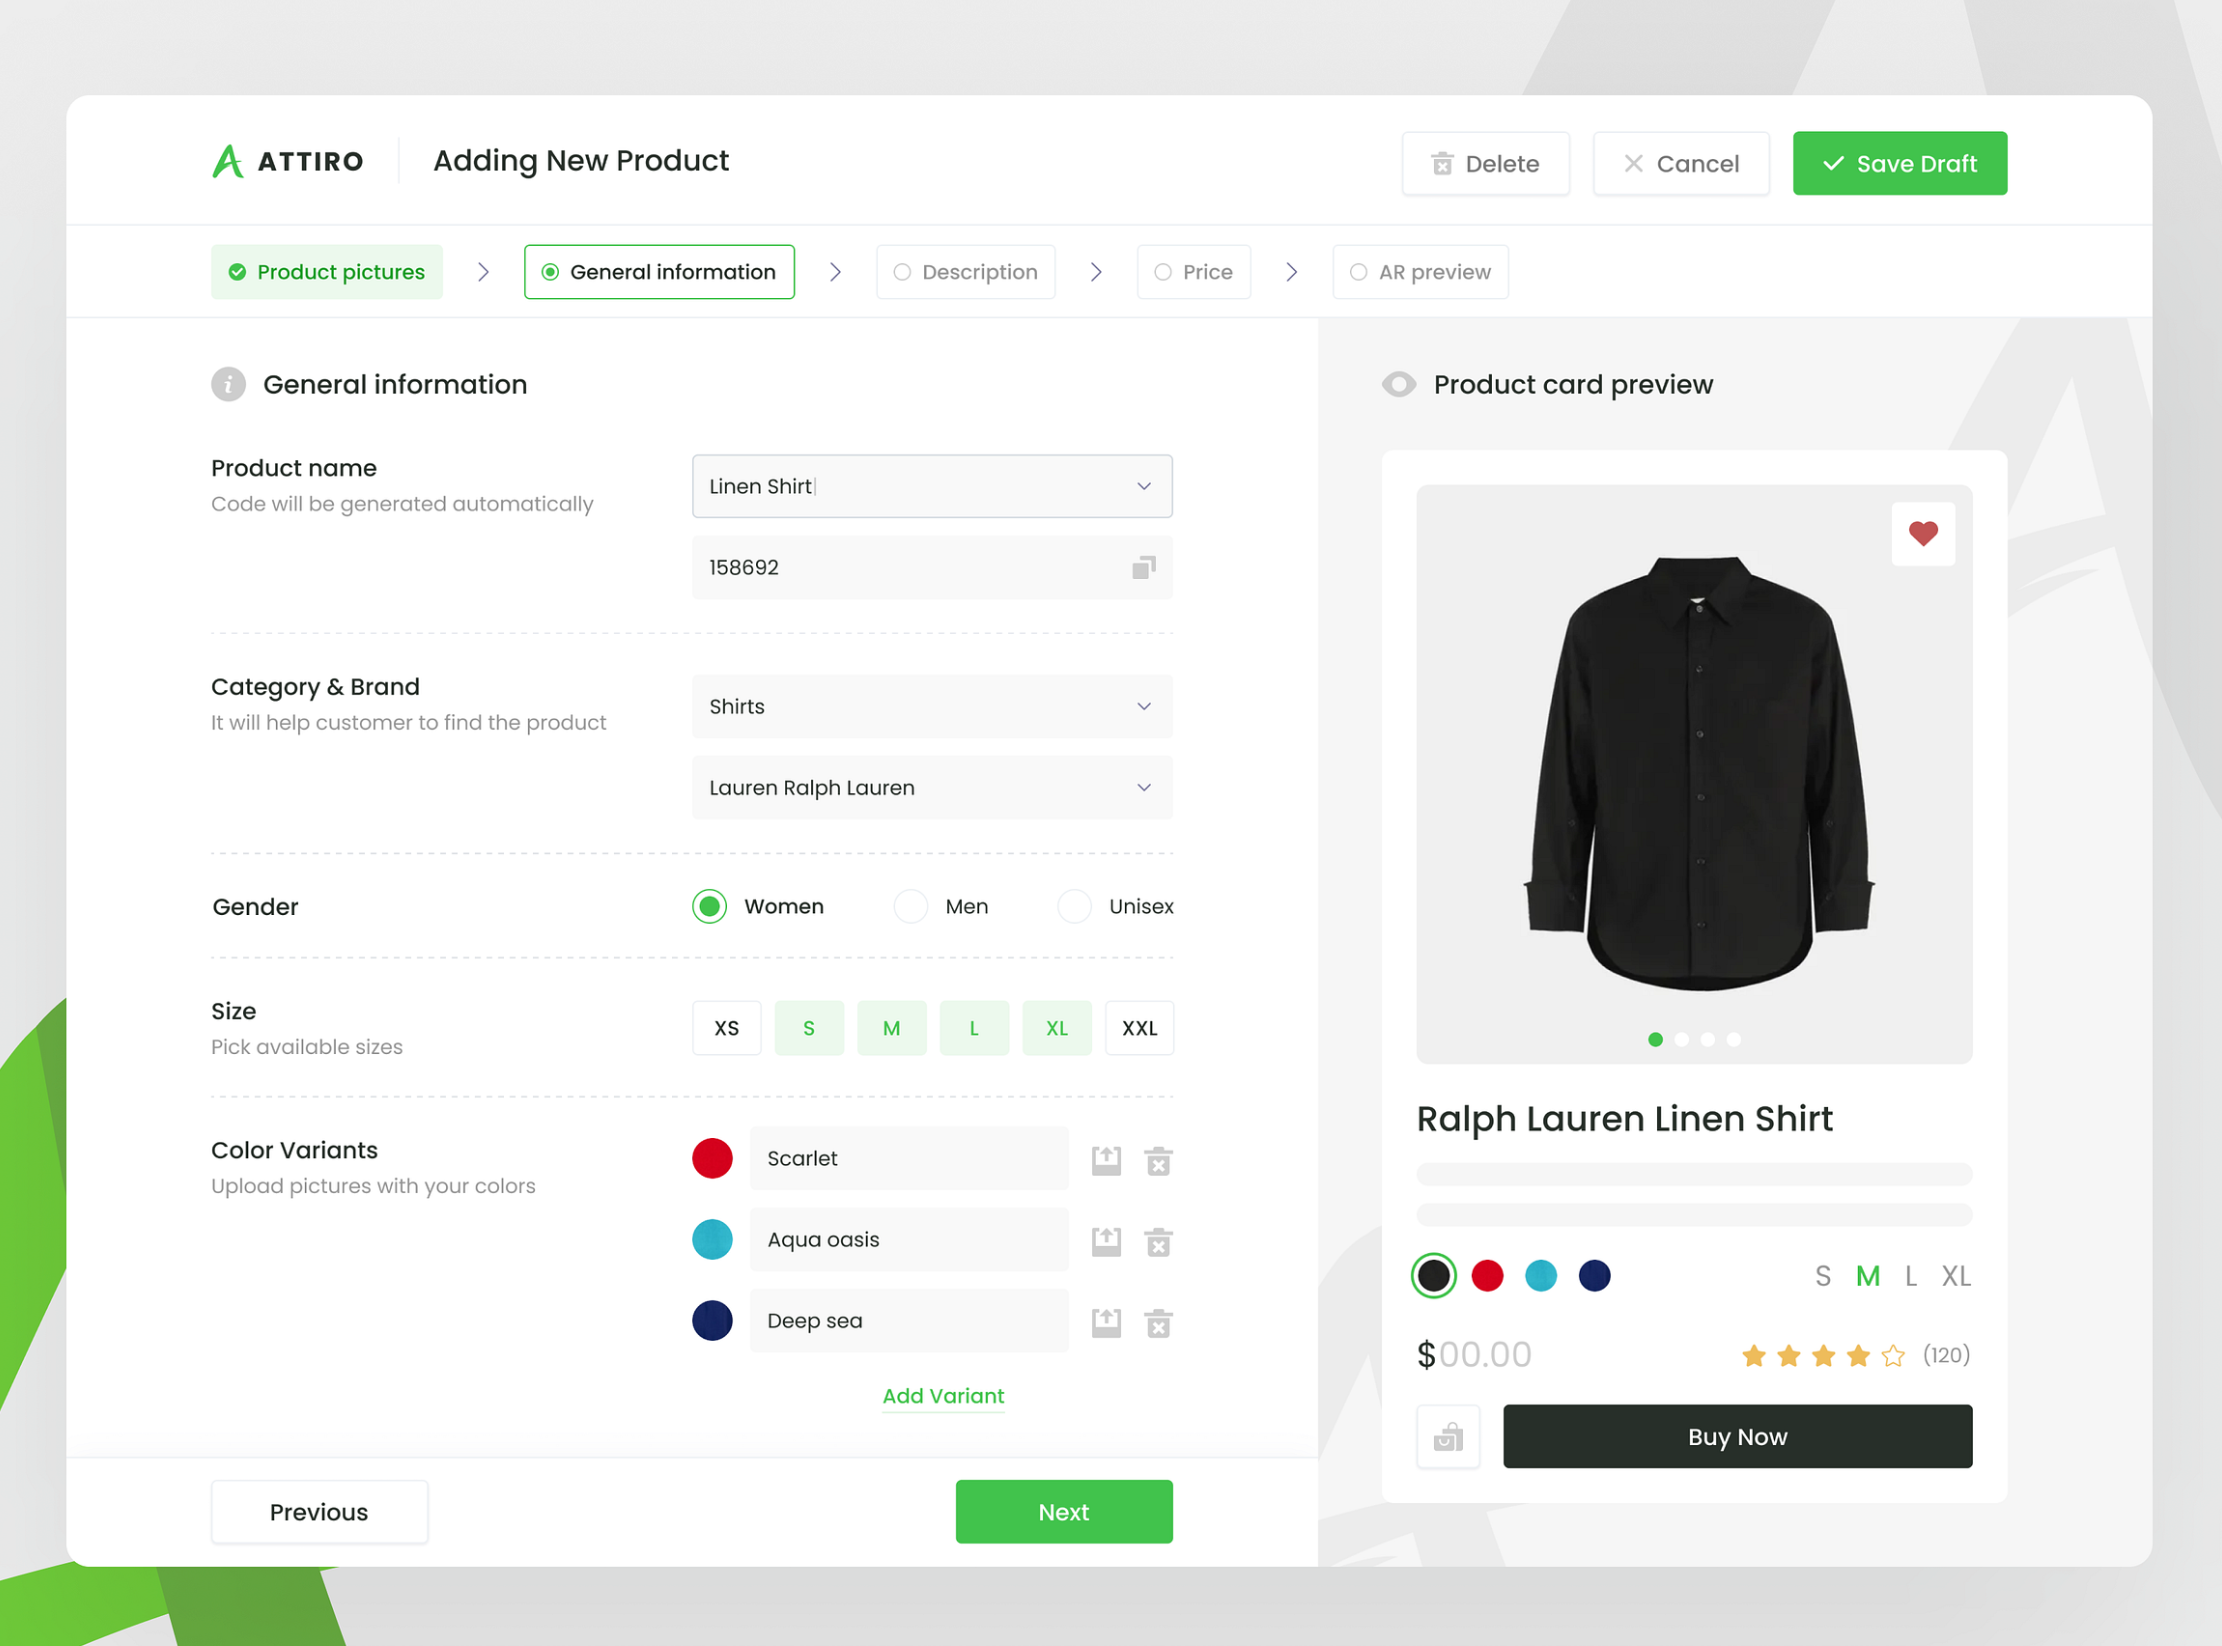 ATTIRO
Adding New Product
Delete
Cancel
Save Draft
Product pictures
General information
Description
Price
AR preview
General information
Product name
Code will be generated automatically
Linen Shirt
158692
Category & Brand
It will help customer to find the product
Shirts
Lauren Ralph Lauren
Gender
Women
Men
Unisex
Size
Pick available sizes
XS
S
M
L
XL
XXL
Color Variants
Upload pictures with your colors
Scarlet
Aqua oasis
Deep sea
Add Variant
Previous
Next
Product card preview
Ralph Lauren Linen Shirt
S M L XL
$00.00
(120)
Buy Now